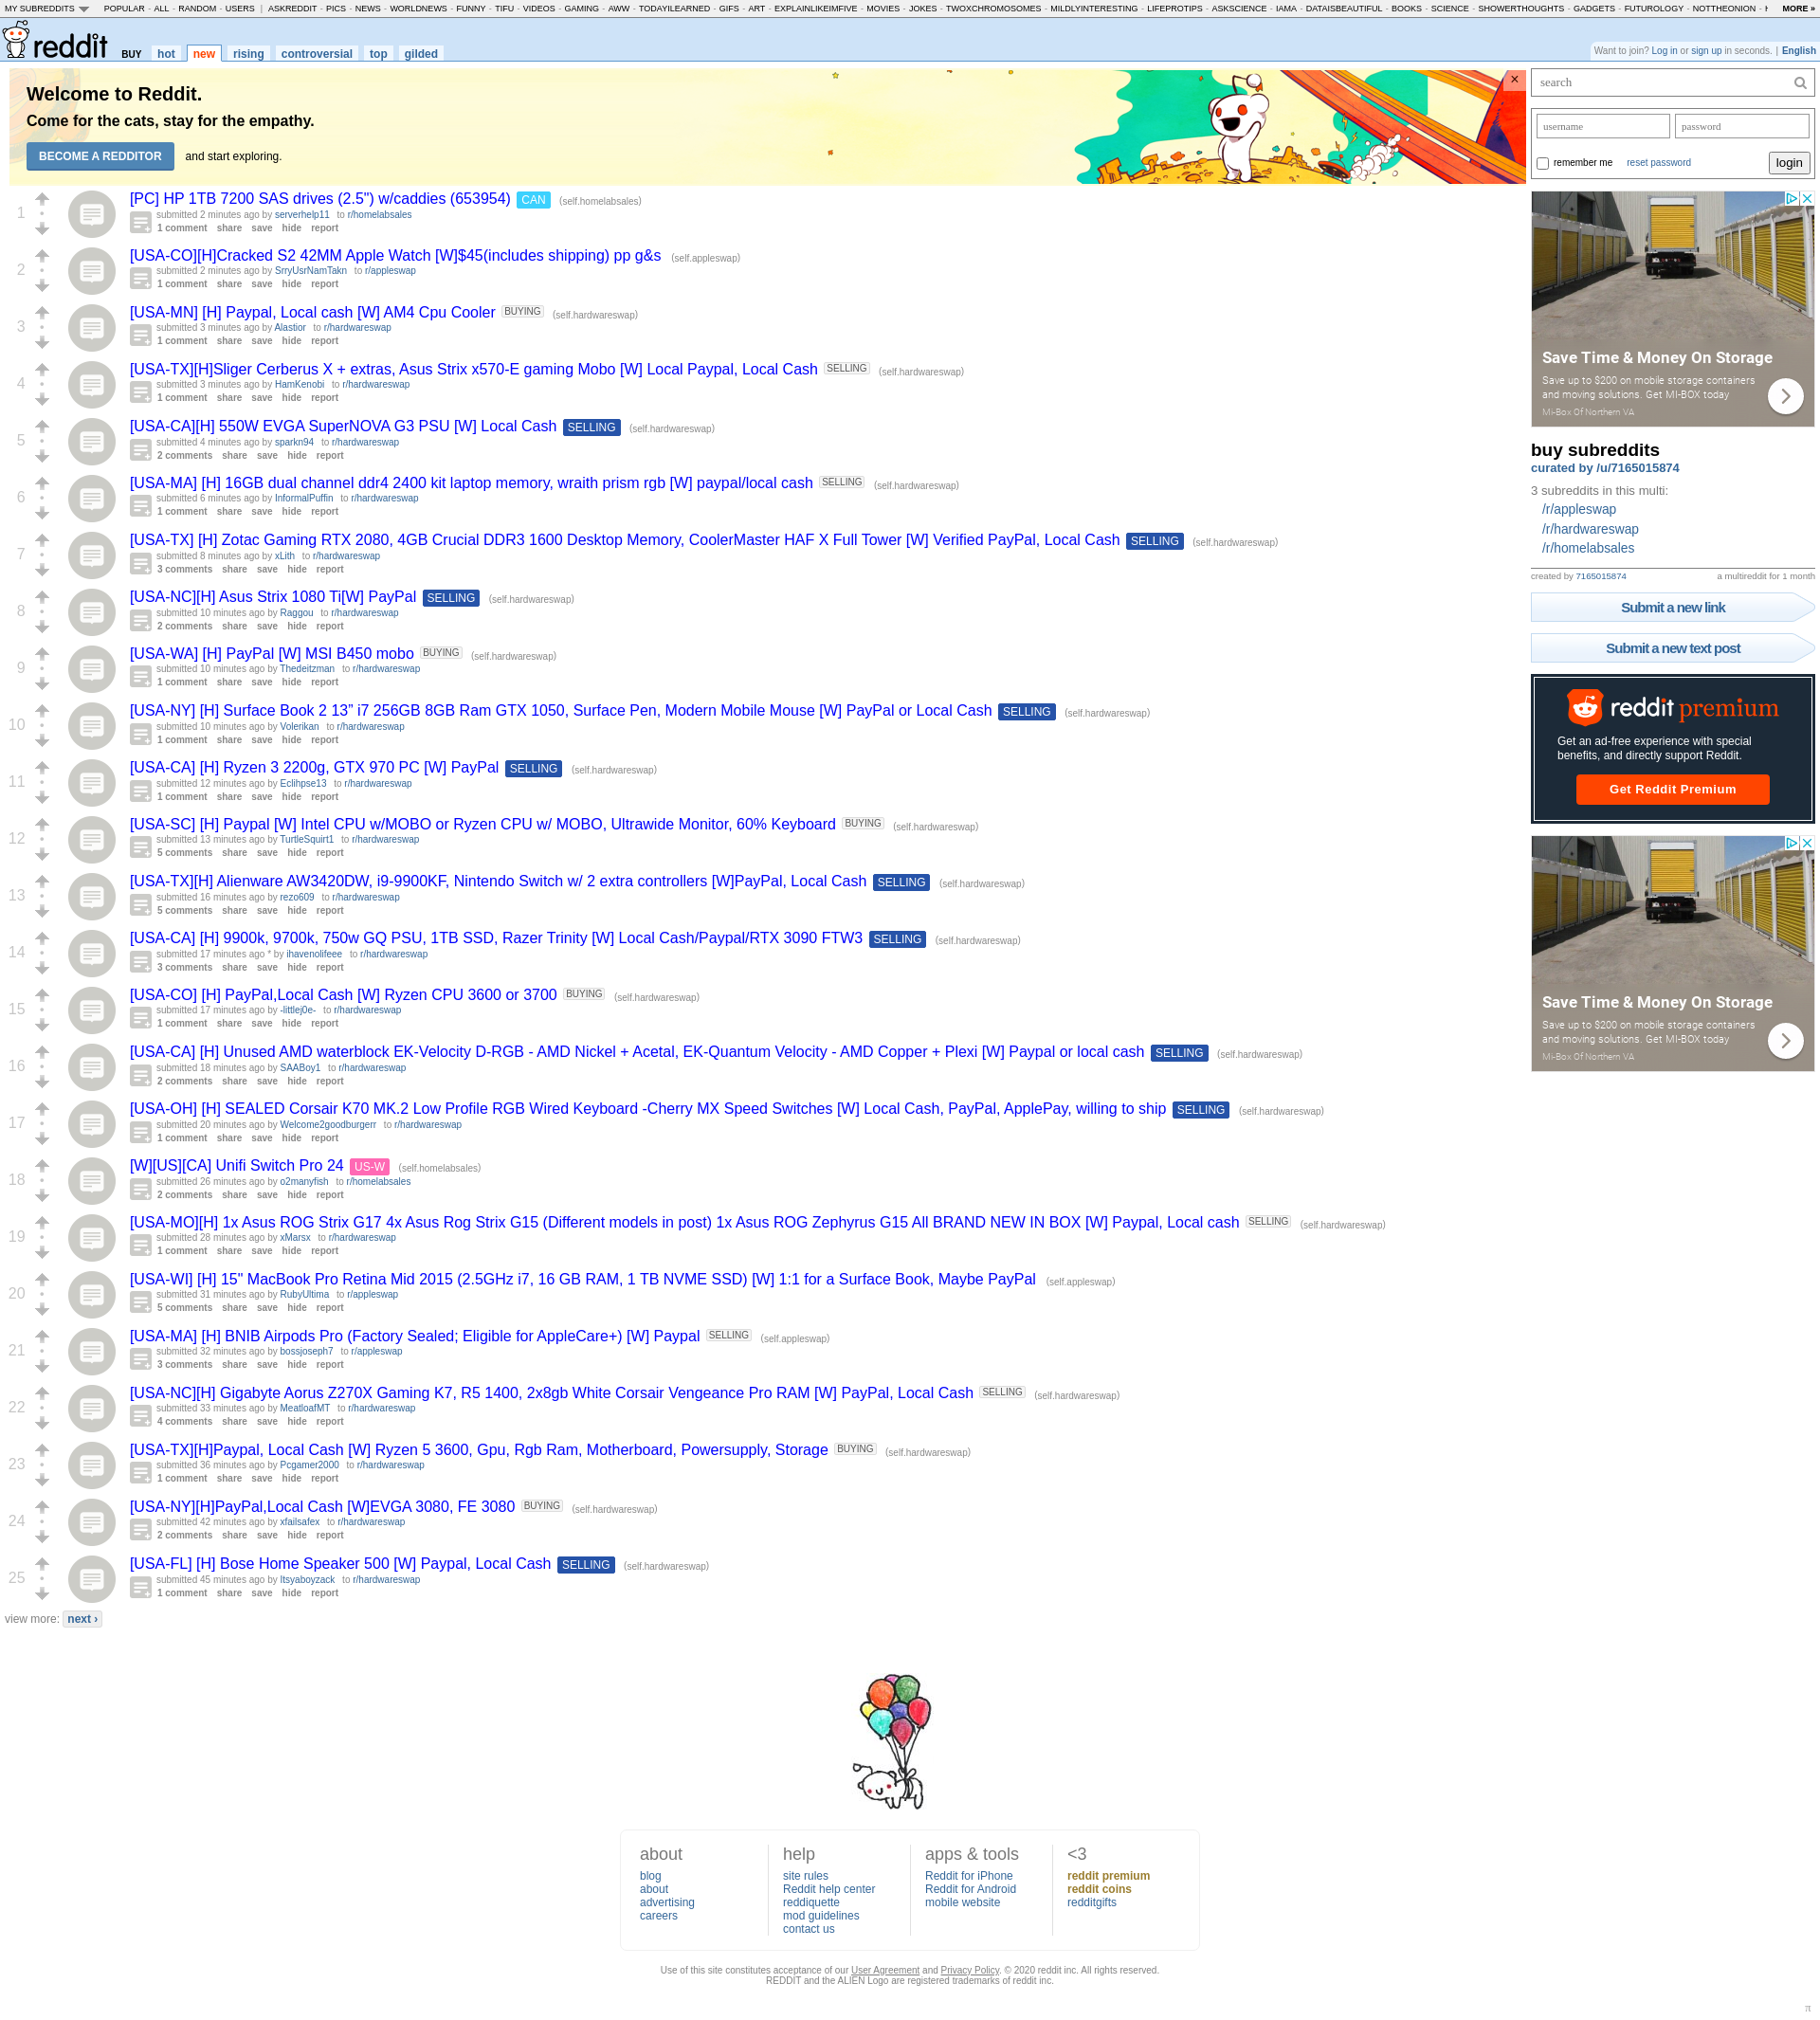 MY SUBREDDITS POPULAR - ALL - RANDOM - USERS | ASKREDDIT - PICS - NEWS - WORLDNEWS - FUNNY - TIFU - VIDEOS - GAMING - AWW - TODAYILEARNED - GIFS - ART - EXPLAINLIKEIMFIVE - MOVIES - JOKES - TWOXCHROMOSOMES - MILDLYINTERESTING - LIFEPROTIPS - ASKSCIENCE - IAMA - DATAISBEAUTIFUL - BOOKS - SCIENCE - SHOWERTHOUGHTS - GADGETS - FUTUROLOGY - NOTTHEONION - MORE »
reddit BUY hot new rising controversial top gilded
Want to join? Log in or sign up in seconds. | English
Welcome to Reddit.
Come for the cats, stay for the empathy.
BECOME A REDDITOR and start exploring.
×
1
[PC] HP 1TB 7200 SAS drives (2.5") w/caddies (653954) CAN (self.homelabsales)
submitted 2 minutes ago by serverhelp11 to r/homelabsales
1 comment share save hide report
2
[USA-CO][H]Cracked S2 42MM Apple Watch [W]$45(includes shipping) pp g&s (self.appleswap)
submitted 2 minutes ago by SrryUsrNamTakn to r/appleswap
1 comment share save hide report
3
[USA-MN] [H] Paypal, Local cash [W] AM4 Cpu Cooler BUYING (self.hardwareswap)
submitted 3 minutes ago by Alastior to r/hardwareswap
1 comment share save hide report
4
[USA-TX][H]Sliger Cerberus X + extras, Asus Strix x570-E gaming Mobo [W] Local Paypal, Local Cash SELLING (self.hardwareswap)
submitted 3 minutes ago by HamKenobi to r/hardwareswap
1 comment share save hide report
5
[USA-CA][H] 550W EVGA SuperNOVA G3 PSU [W] Local Cash SELLING (self.hardwareswap)
submitted 4 minutes ago by sparkn94 to r/hardwareswap
2 comments share save hide report
6
[USA-MA] [H] 16GB dual channel ddr4 2400 kit laptop memory, wraith prism rgb [W] paypal/local cash SELLING (self.hardwareswap)
submitted 6 minutes ago by InformalPuffin to r/hardwareswap
1 comment share save hide report
7
[USA-TX] [H] Zotac Gaming RTX 2080, 4GB Crucial DDR3 1600 Desktop Memory, CoolerMaster HAF X Full Tower [W] Verified PayPal, Local Cash SELLING (self.hardwareswap)
submitted 8 minutes ago by xLith to r/hardwareswap
3 comments share save hide report
8
[USA-NC][H] Asus Strix 1080 Ti[W] PayPal SELLING (self.hardwareswap)
submitted 10 minutes ago by Raggou to r/hardwareswap
2 comments share save hide report
9
[USA-WA] [H] PayPal [W] MSI B450 mobo BUYING (self.hardwareswap)
submitted 10 minutes ago by Thedeitzman to r/hardwareswap
1 comment share save hide report
10
[USA-NY] [H] Surface Book 2 13” i7 256GB 8GB Ram GTX 1050, Surface Pen, Modern Mobile Mouse [W] PayPal or Local Cash SELLING (self.hardwareswap)
submitted 10 minutes ago by Volerikan to r/hardwareswap
1 comment share save hide report
11
[USA-CA] [H] Ryzen 3 2200g, GTX 970 PC [W] PayPal SELLING (self.hardwareswap)
submitted 12 minutes ago by Eclihpse13 to r/hardwareswap
1 comment share save hide report
12
[USA-SC] [H] Paypal [W] Intel CPU w/MOBO or Ryzen CPU w/ MOBO, Ultrawide Monitor, 60% Keyboard BUYING (self.hardwareswap)
submitted 13 minutes ago by TurtleSquirt1 to r/hardwareswap
5 comments share save hide report
13
[USA-TX][H] Alienware AW3420DW, i9-9900KF, Nintendo Switch w/ 2 extra controllers [W]PayPal, Local Cash SELLING (self.hardwareswap)
submitted 16 minutes ago by rezo609 to r/hardwareswap
5 comments share save hide report
14
[USA-CA] [H] 9900k, 9700k, 750w GQ PSU, 1TB SSD, Razer Trinity [W] Local Cash/Paypal/RTX 3090 FTW3 SELLING (self.hardwareswap)
submitted 17 minutes ago * by ihavenolifeee to r/hardwareswap
3 comments share save hide report
15
[USA-CO] [H] PayPal,Local Cash [W] Ryzen CPU 3600 or 3700 BUYING (self.hardwareswap)
submitted 17 minutes ago by -littlej0e- to r/hardwareswap
1 comment share save hide report
16
[USA-CA] [H] Unused AMD waterblock EK-Velocity D-RGB - AMD Nickel + Acetal, EK-Quantum Velocity - AMD Copper + Plexi [W] Paypal or local cash SELLING (self.hardwareswap)
submitted 18 minutes ago by SAABoy1 to r/hardwareswap
2 comments share save hide report
17
[USA-OH] [H] SEALED Corsair K70 MK.2 Low Profile RGB Wired Keyboard -Cherry MX Speed Switches [W] Local Cash, PayPal, ApplePay, willing to ship SELLING (self.hardwareswap)
submitted 20 minutes ago by Welcome2goodburgerr to r/hardwareswap
1 comment share save hide report
18
[W][US][CA] Unifi Switch Pro 24 US-W (self.homelabsales)
submitted 26 minutes ago by o2manyfish to r/homelabsales
2 comments share save hide report
19
[USA-MO][H] 1x Asus ROG Strix G17 4x Asus Rog Strix G15 (Different models in post) 1x Asus ROG Zephyrus G15 All BRAND NEW IN BOX [W] Paypal, Local cash SELLING (self.hardwareswap)
submitted 28 minutes ago by xMarsx to r/hardwareswap
1 comment share save hide report
20
[USA-WI] [H] 15" MacBook Pro Retina Mid 2015 (2.5GHz i7, 16 GB RAM, 1 TB NVME SSD) [W] 1:1 for a Surface Book, Maybe PayPal (self.appleswap)
submitted 31 minutes ago by RubyUltima to r/appleswap
5 comments share save hide report
21
[USA-MA] [H] BNIB Airpods Pro (Factory Sealed; Eligible for AppleCare+) [W] Paypal SELLING (self.appleswap)
submitted 32 minutes ago by bossjoseph7 to r/appleswap
3 comments share save hide report
22
[USA-NC][H] Gigabyte Aorus Z270X Gaming K7, R5 1400, 2x8gb White Corsair Vengeance Pro RAM [W] PayPal, Local Cash SELLING (self.hardwareswap)
submitted 33 minutes ago by MeatloafMT to r/hardwareswap
4 comments share save hide report
23
[USA-TX][H]Paypal, Local Cash [W] Ryzen 5 3600, Gpu, Rgb Ram, Motherboard, Powersupply, Storage BUYING (self.hardwareswap)
submitted 36 minutes ago by Pcgamer2000 to r/hardwareswap
1 comment share save hide report
24
[USA-NY][H]PayPal,Local Cash [W]EVGA 3080, FE 3080 BUYING (self.hardwareswap)
submitted 42 minutes ago by xfailsafex to r/hardwareswap
2 comments share save hide report
25
[USA-FL] [H] Bose Home Speaker 500 [W] Paypal, Local Cash SELLING (self.hardwareswap)
submitted 45 minutes ago by Itsyaboyzack to r/hardwareswap
1 comment share save hide report
view more: next ›
search
username password
remember me reset password login
Save Time & Money On Storage
Save up to $200 on mobile storage containers
and moving solutions. Get MI-BOX today
Mi-Box Of Northern VA
buy subreddits
curated by /u/7165015874
3 subreddits in this multi:
/r/appleswap
/r/hardwareswap
/r/homelabsales
created by 7165015874 a multireddit for 1 month
Submit a new link
Submit a new text post
reddit premium
Get an ad-free experience with special
benefits, and directly support Reddit.
Get Reddit Premium
Save Time & Money On Storage
Save up to $200 on mobile storage containers
and moving solutions. Get MI-BOX today
Mi-Box Of Northern VA
about
blog
about
advertising
careers
help
site rules
Reddit help center
reddiquette
mod guidelines
contact us
apps & tools
Reddit for iPhone
Reddit for Android
mobile website
<3
reddit premium
reddit coins
redditgifts
Use of this site constitutes acceptance of our User Agreement and Privacy Policy. © 2020 reddit inc. All rights reserved.
REDDIT and the ALIEN Logo are registered trademarks of reddit inc.
π